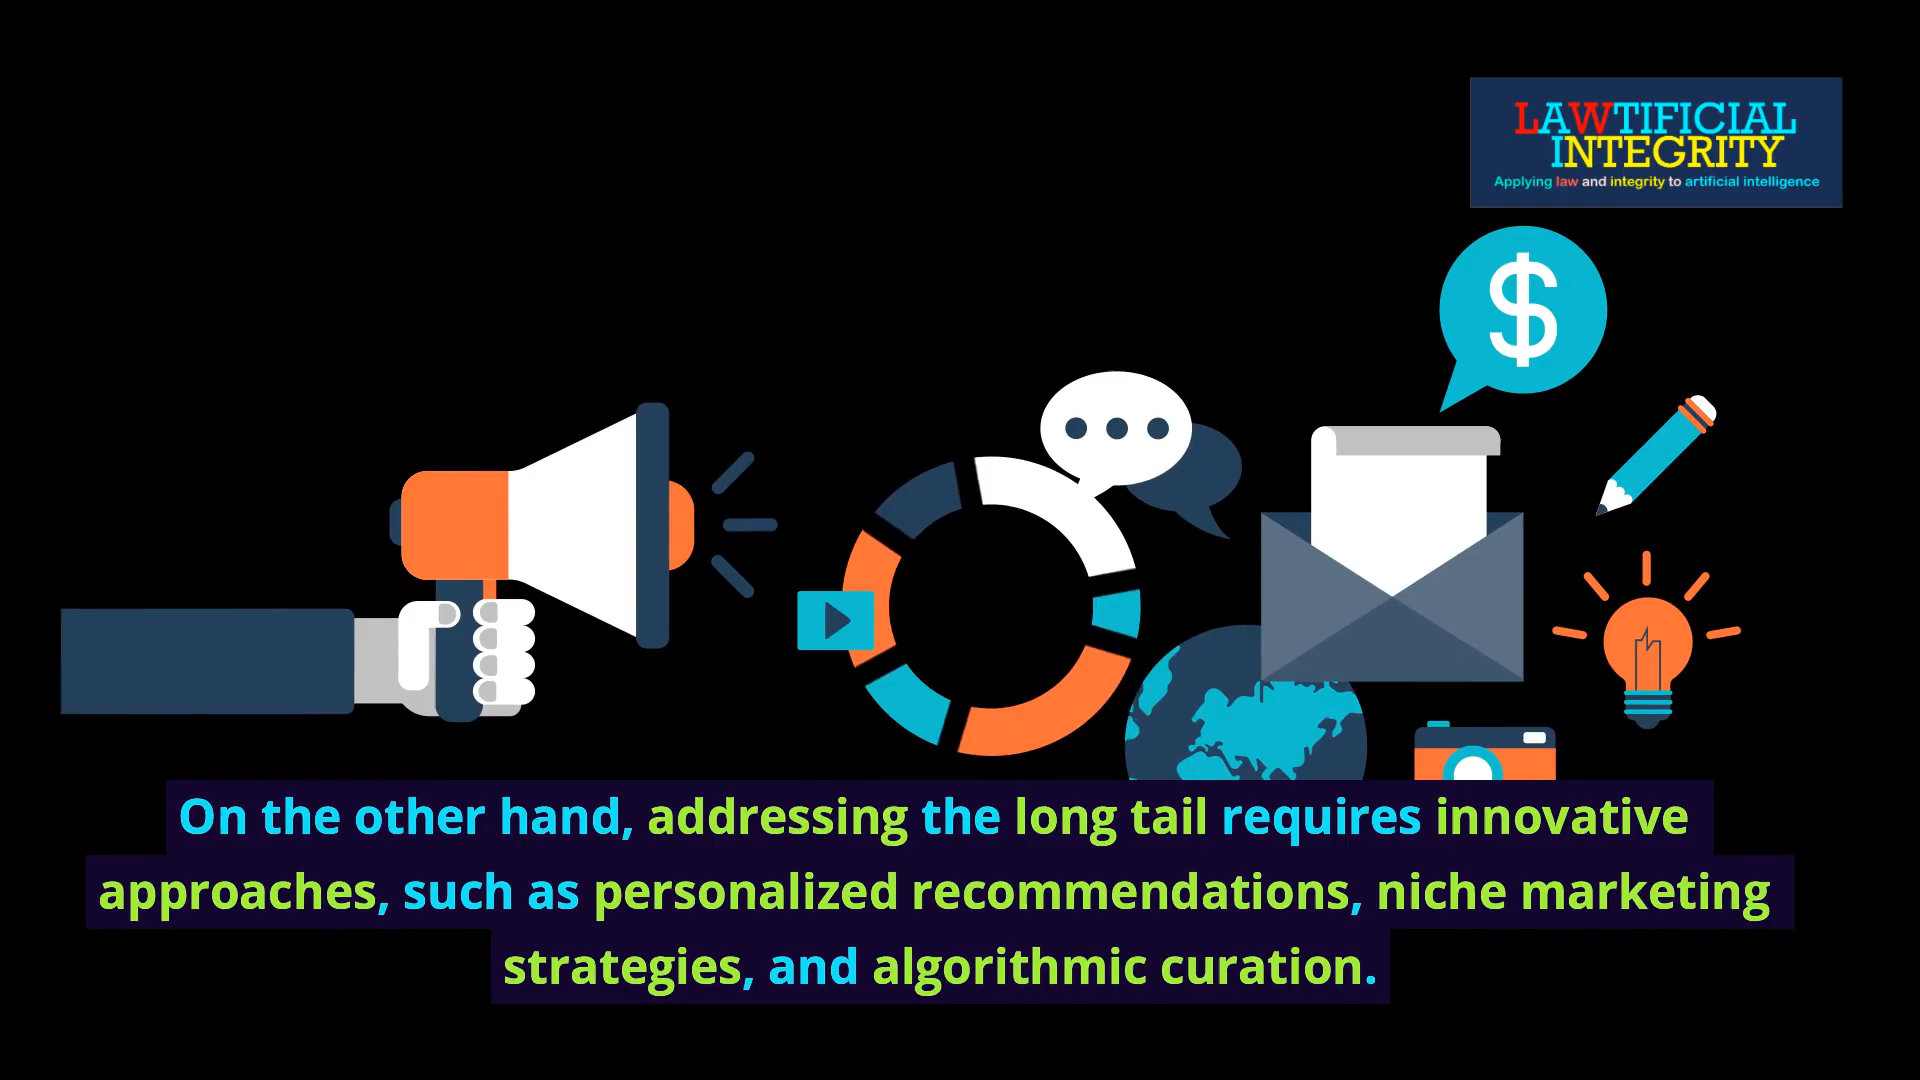 LAWTIFICIAL
INTEGRITY
Applying law and integrity to artificial intelligence
$
On the other hand, addressing the long tail requires innovative
approaches, such as personalized recommendations, niche marketing
strategies, and algorithmic curation.